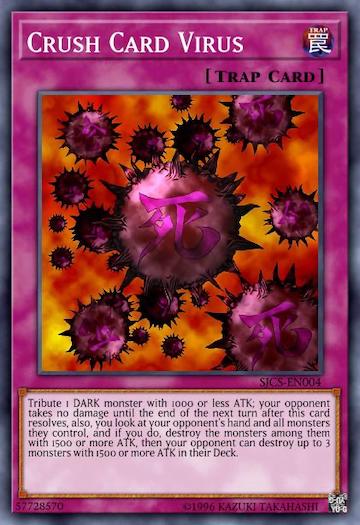 Crush Card Virus
TRAP
罠
[ Trap Card ]
死
死
SJCS-EN004
Tribute 1 DARK monster with 1000 or less ATK; your opponent
takes no damage until the end of the next turn after this card
resolves, also, you look at your opponent's hand and all monsters
they control, and if you do, destroy the monsters among them
with 1500 or more ATK, then your opponent can destroy up to 3
monsters with 1500 or more ATK in their Deck.
57728570
©1996 KAZUKI TAKAHASHI